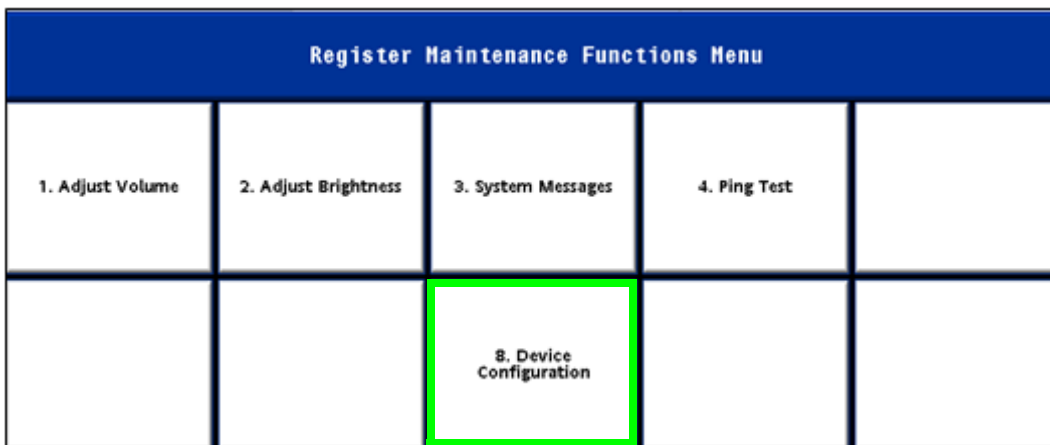 Register Maintenance Functions Menu
1. Adjust Volume
2. Adjust Brightness
3. System Messages
4. Ping Test
8. Device
Configuration